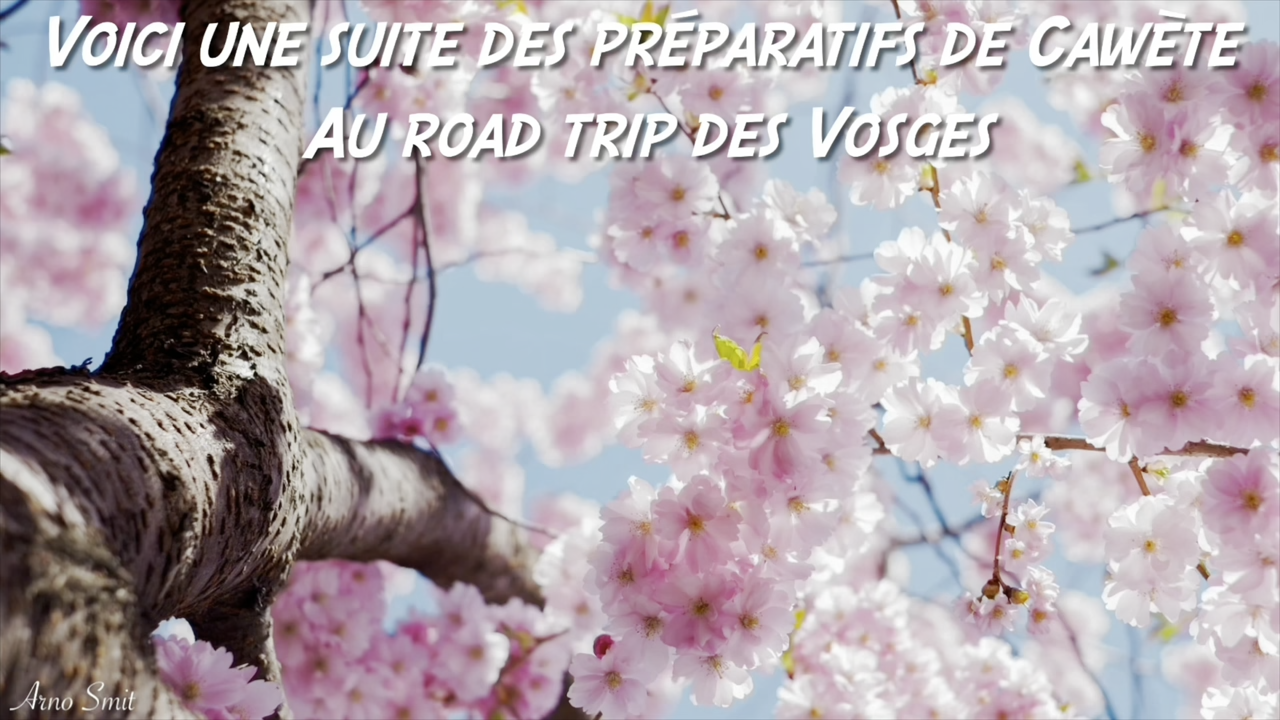 Voici une suite des préparatifs de Cawète
Au road trip des Vosges
Arno Smit